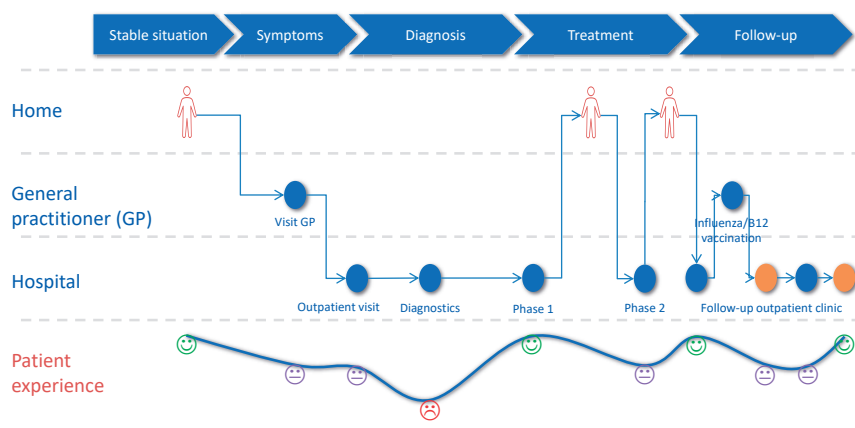 Stable situation
Symptoms
Diagnosis
Treatment
Follow-up
Home
General
practitioner (GP)
Visit GP
Influenza/B12
vaccination
Hospital
Outpatient visit
Diagnostics
Phase 1
Phase 2
Follow-up outpatient clinic
Patient
experience